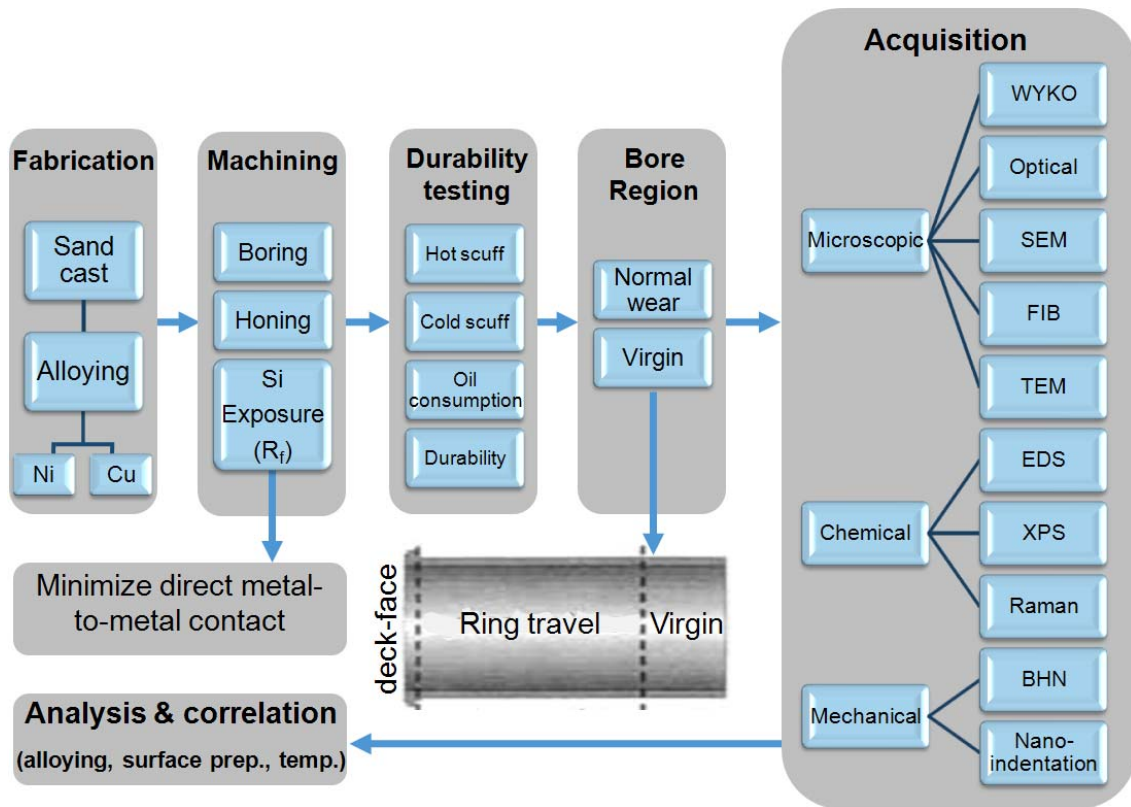 Fabrication
Sand
cast
Alloying
Ni
Cu
Machining
Boring
Honing
Si
Exposure
(Rf)
Minimize direct metal-
to-metal contact
Durability
testing
Hot scuff
Cold scuff
Oil
consumption
Durability
Bore
Region
Normal
wear
Virgin
deck-face
Ring travel
Virgin
Acquisition
Microscopic
WYKO
Optical
SEM
FIB
TEM
Chemical
EDS
XPS
Raman
Mechanical
BHN
Nano-
indentation
Analysis & correlation
(alloying, surface prep., temp.)